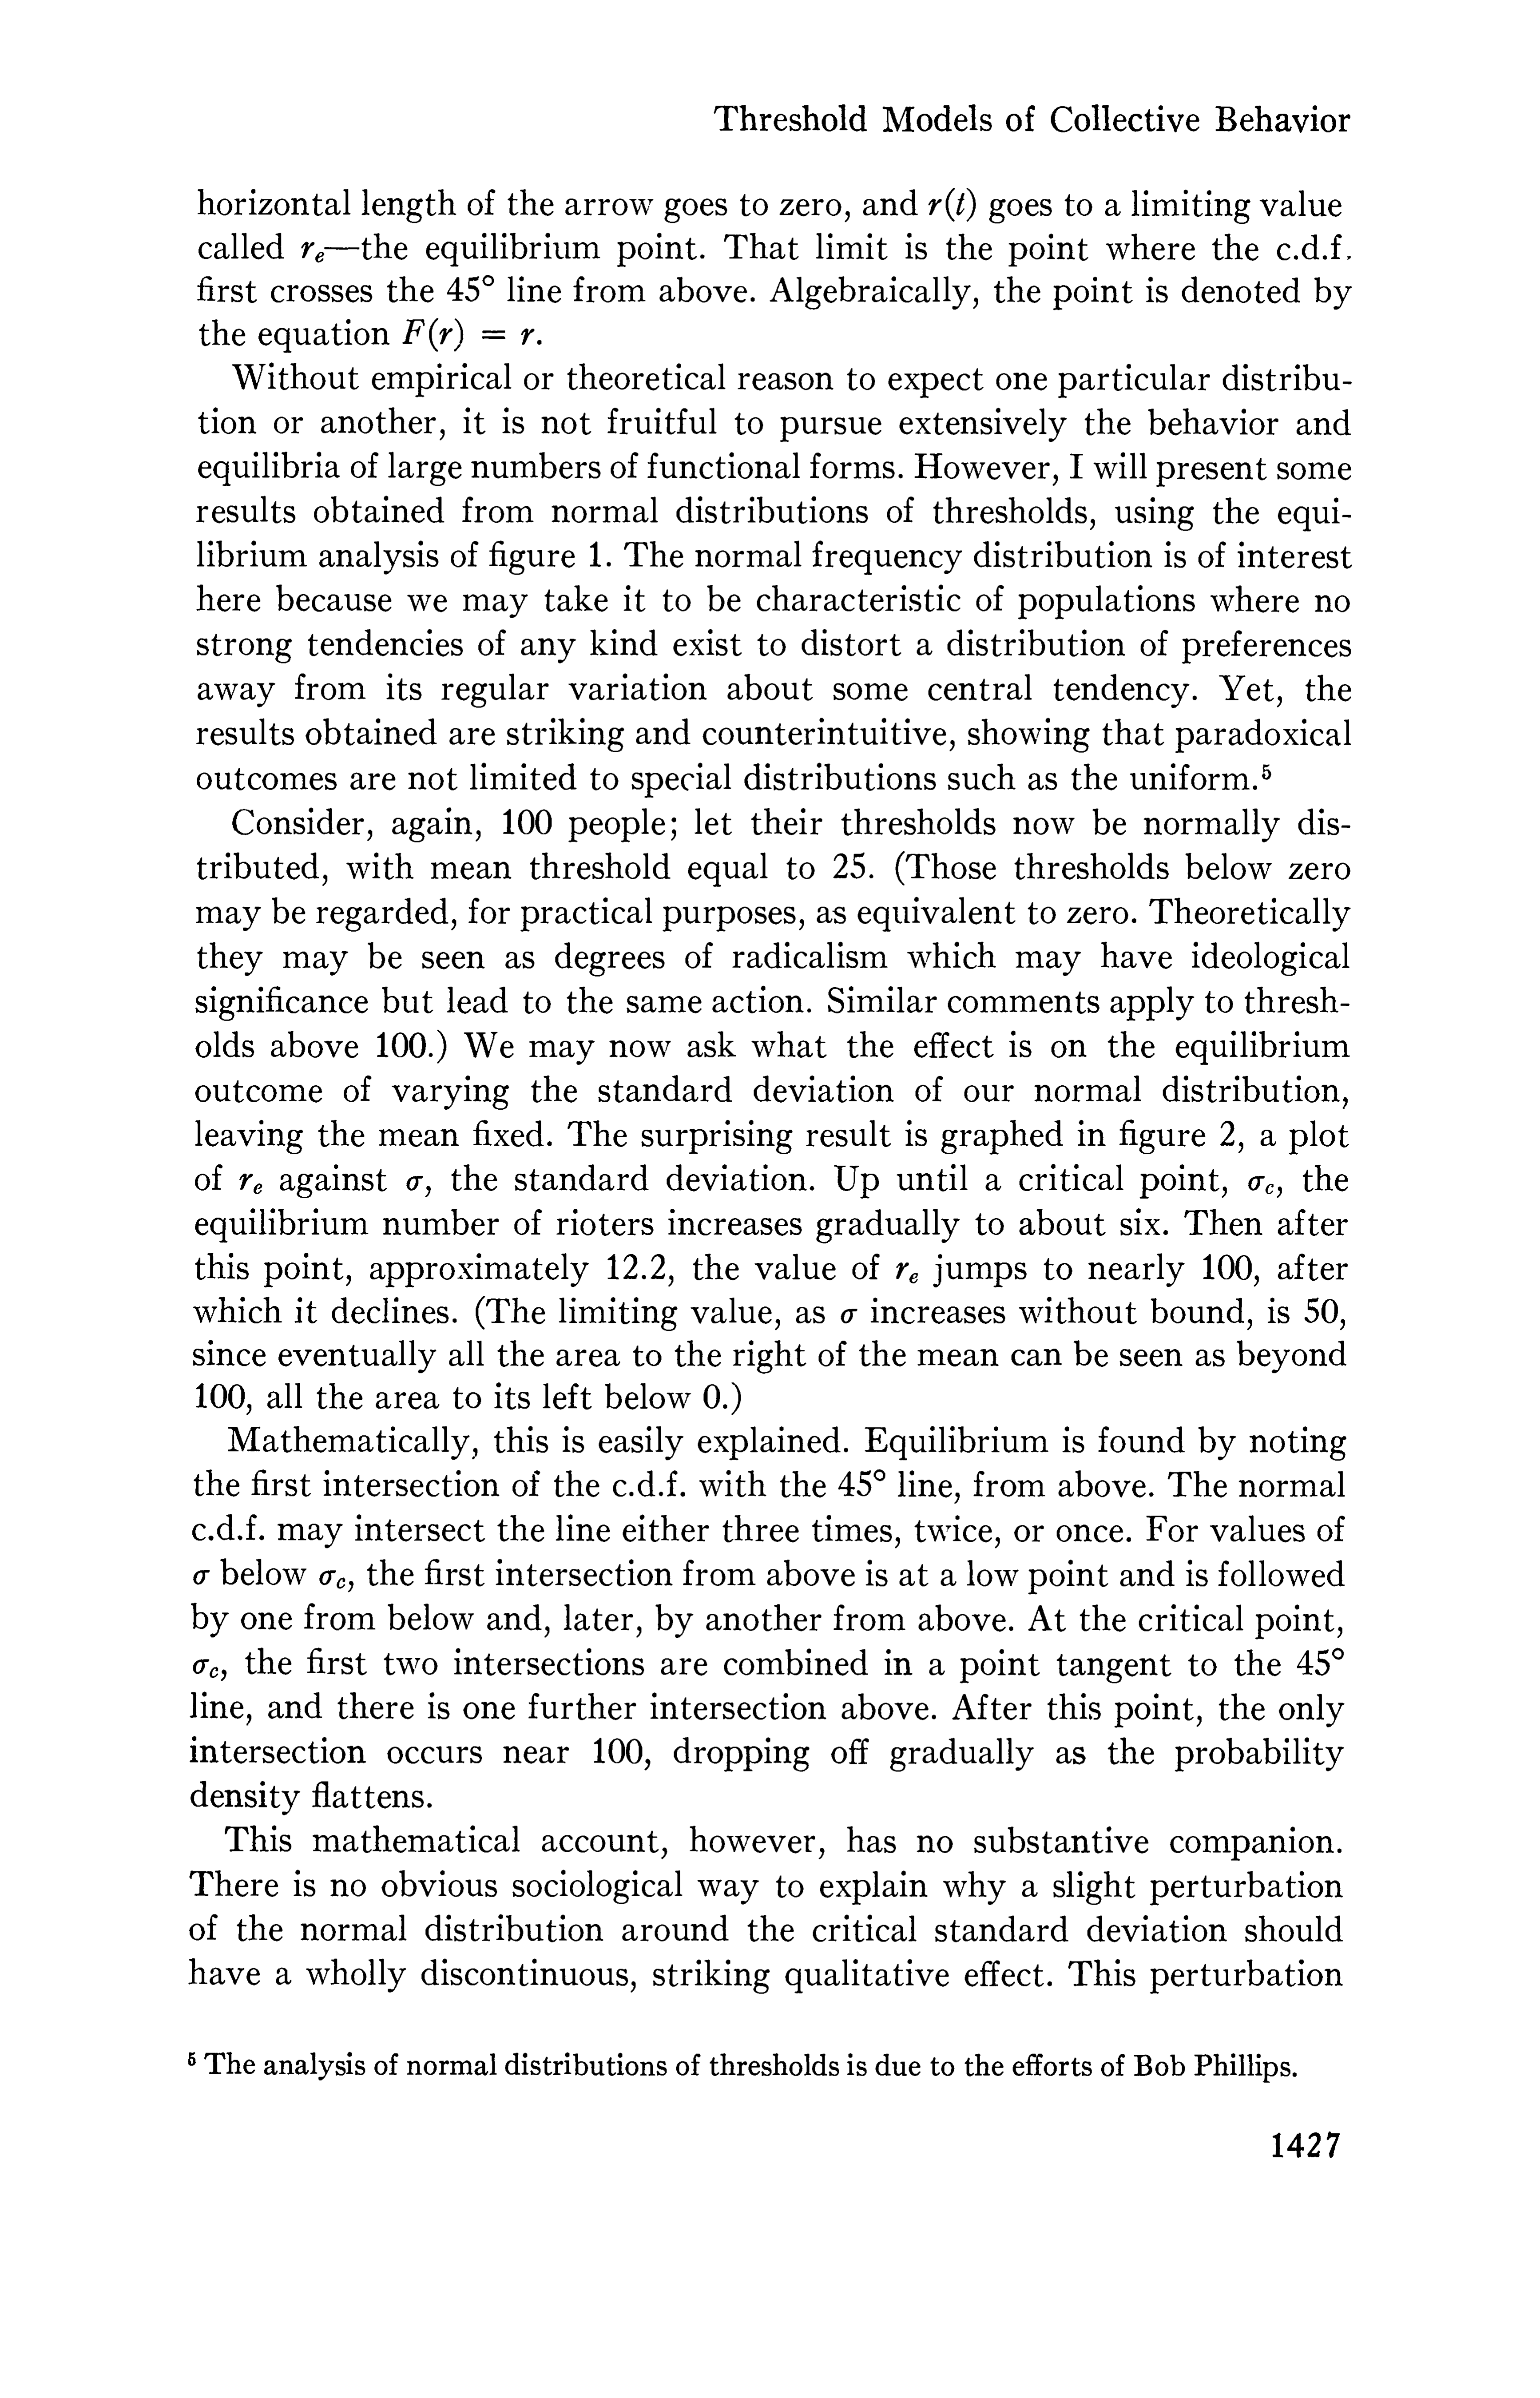 Threshold Models of Collective Behavior
horizontal length of the arrow goes to zero, and r(t) goes to a limiting value
called rₑ—the equilibrium point. That limit is the point where the c.d.f.
first crosses the 45° line from above. Algebraically, the point is denoted by
the equation F(r) = r.
Without empirical or theoretical reason to expect one particular distribu-
tion or another, it is not fruitful to pursue extensively the behavior and
equilibria of large numbers of functional forms. However, I will present some
results obtained from normal distributions of thresholds, using the equi-
librium analysis of figure 1. The normal frequency distribution is of interest
here because we may take it to be characteristic of populations where no
strong tendencies of any kind exist to distort a distribution of preferences
away from its regular variation about some central tendency. Yet, the
results obtained are striking and counterintuitive, showing that paradoxical
outcomes are not limited to special distributions such as the uniform.⁵
Consider, again, 100 people; let their thresholds now be normally dis-
tributed, with mean threshold equal to 25. (Those thresholds below zero
may be regarded, for practical purposes, as equivalent to zero. Theoretically
they may be seen as degrees of radicalism which may have ideological
significance but lead to the same action. Similar comments apply to thresh-
olds above 100.) We may now ask what the effect is on the equilibrium
outcome of varying the standard deviation of our normal distribution,
leaving the mean fixed. The surprising result is graphed in figure 2, a plot
of rₑ against σ, the standard deviation. Up until a critical point, σc, the
equilibrium number of rioters increases gradually to about six. Then after
this point, approximately 12.2, the value of rₑ jumps to nearly 100, after
which it declines. (The limiting value, as σ increases without bound, is 50,
since eventually all the area to the right of the mean can be seen as beyond
100, all the area to its left below 0.)
Mathematically, this is easily explained. Equilibrium is found by noting
the first intersection of the c.d.f. with the 45° line, from above. The normal
c.d.f. may intersect the line either three times, twice, or once. For values of
σ below σc, the first intersection from above is at a low point and is followed
by one from below and, later, by another from above. At the critical point,
σc, the first two intersections are combined in a point tangent to the 45°
line, and there is one further intersection above. After this point, the only
intersection occurs near 100, dropping off gradually as the probability
density flattens.
This mathematical account, however, has no substantive companion.
There is no obvious sociological way to explain why a slight perturbation
of the normal distribution around the critical standard deviation should
have a wholly discontinuous, striking qualitative effect. This perturbation
⁵ The analysis of normal distributions of thresholds is due to the efforts of Bob Phillips.
1427